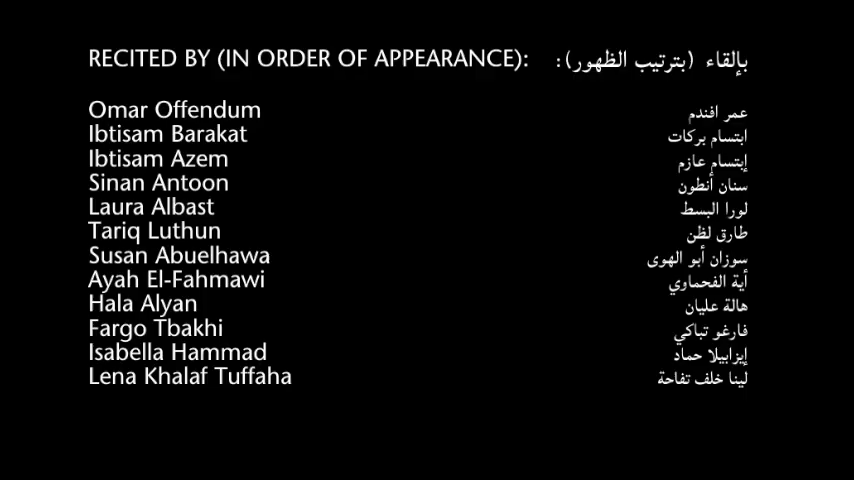 RECITED BY (IN ORDER OF APPEARANCE): بإلقاء (بترتيب الظهور):
Omar Offendum عمر افندم
Ibtisam Barakat ابتسام بركات
Ibtisam Azem إبتسام عازم
Sinan Antoon سنان أنطون
Laura Albast لورا البسط
Tariq Luthun طارق لظن
Susan Abuelhawa سوزان أبو الهوى
Ayah El-Fahmawi أية الفحماوي
Hala Alyan هالة عليان
Fargo Tbakhi فارغو تباكي
Isabella Hammad إيزابيلا حماد
Lena Khalaf Tuffaha لينا خلف تفاحة